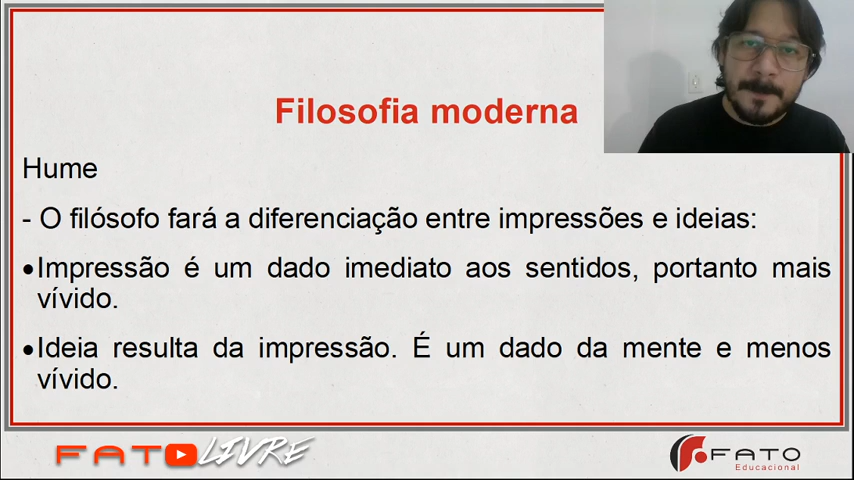 Filosofia moderna
Hume
- O filósofo fará a diferenciação entre impressões e ideias:
•Impressão é um dado imediato aos sentidos, portanto mais
vívido.
•Ideia resulta da impressão. É um dado da mente e menos
vívido.
FATO LIVRE
FATO
Educacional